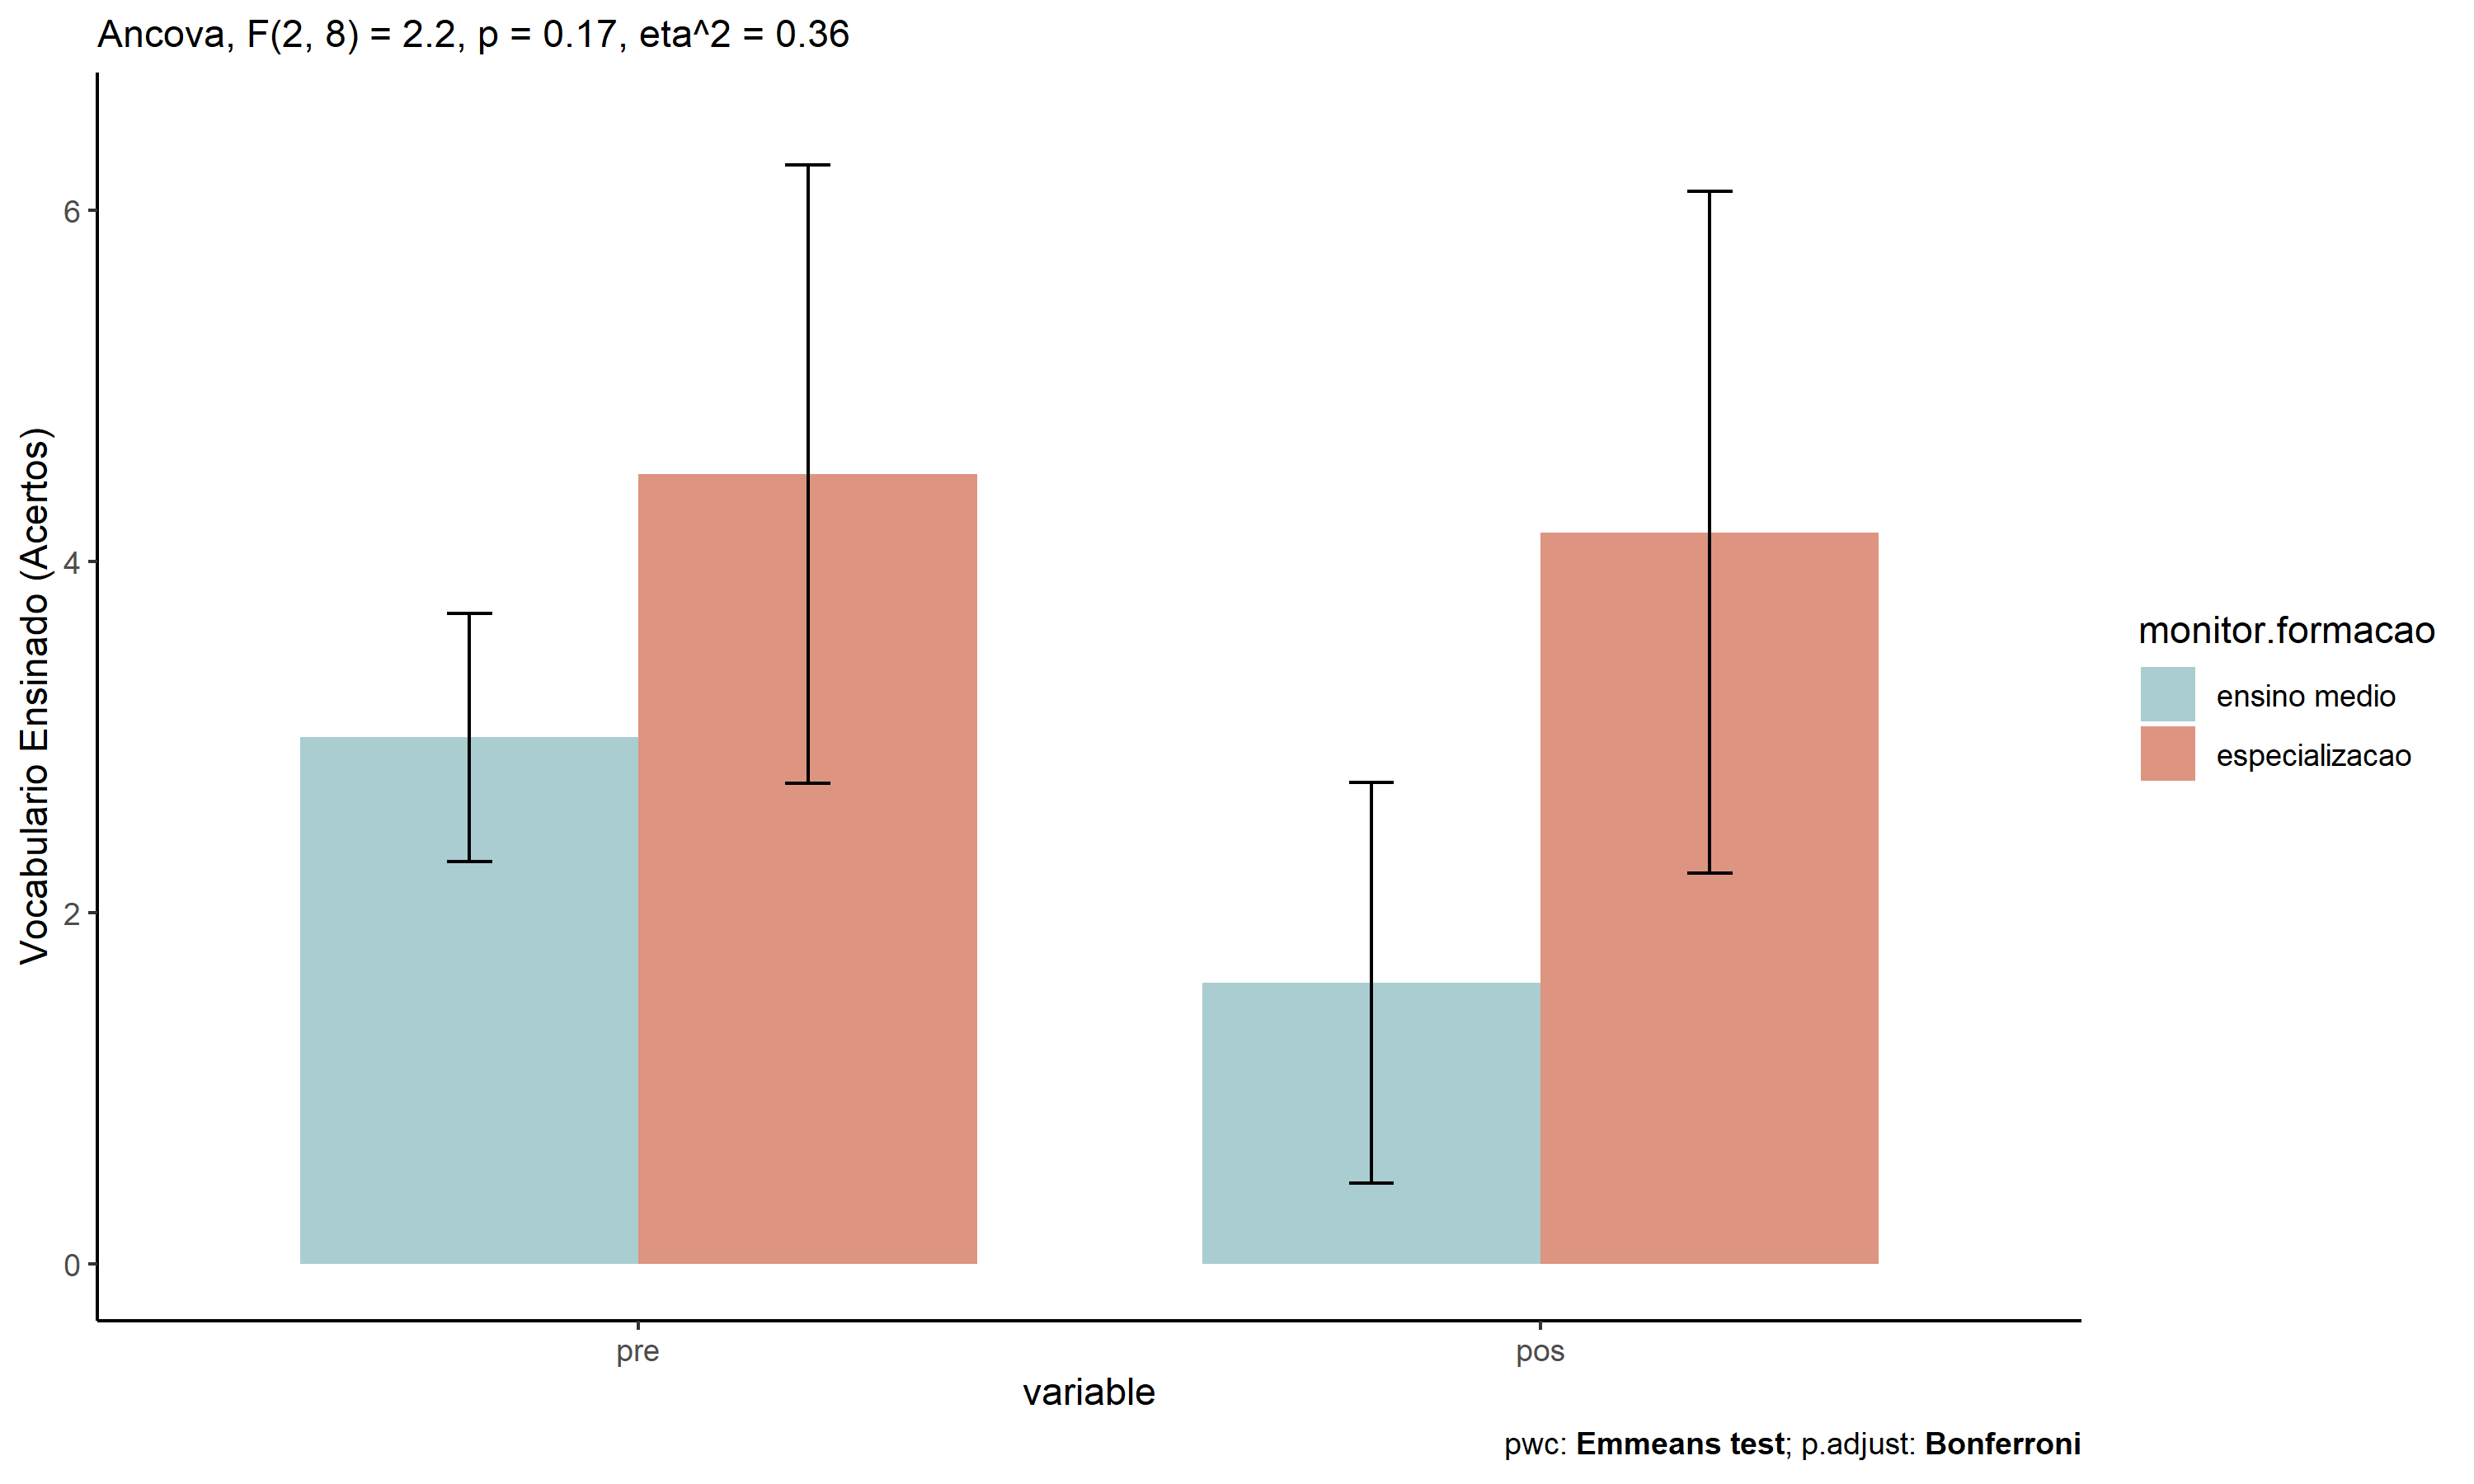 Ancova, F(2, 8) = 2.2, p = 0.17, eta^2 = 0.36
Vocabulario Ensinado (Acertos)
6
4
2
0
pre
pos
variable
monitor.formacao
ensino medio
especializacao
pwc: Emmeans test; p.adjust: Bonferroni